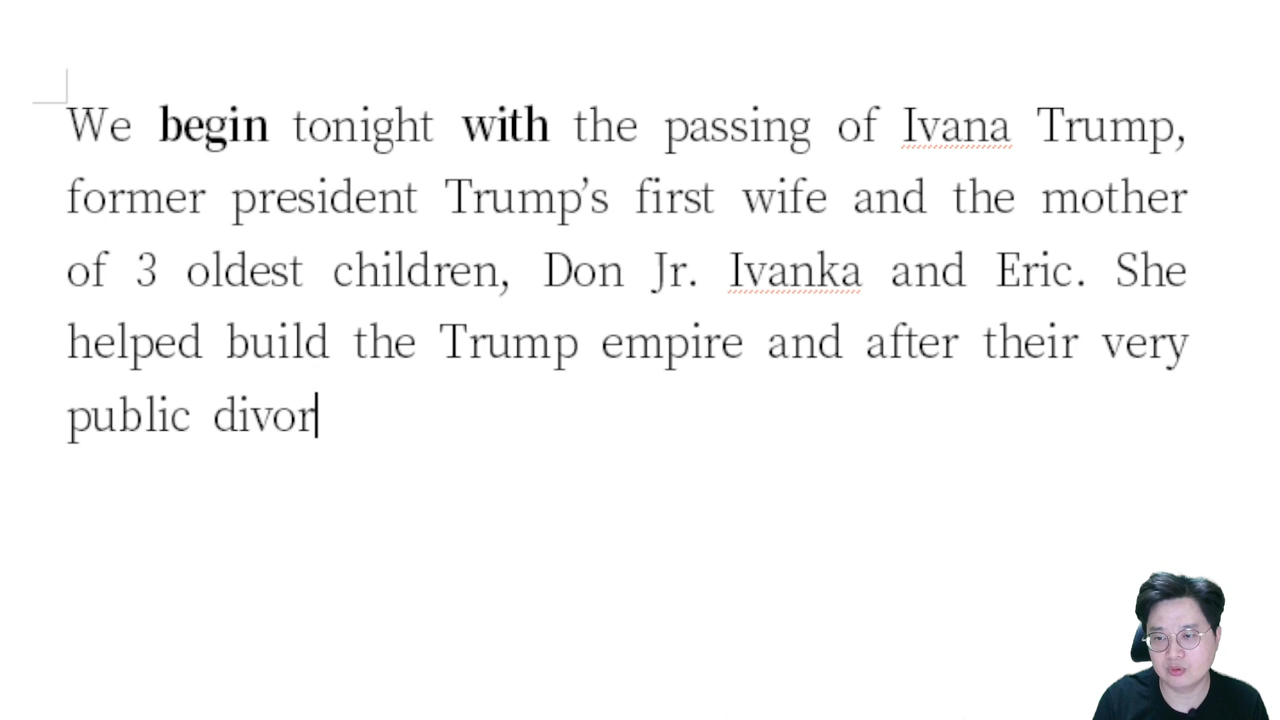 We begin tonight with the passing of Ivana Trump,
former president Trump’s first wife and the mother
of 3 oldest children, Don Jr. Ivanka and Eric. She
helped build the Trump empire and after their very
public divor